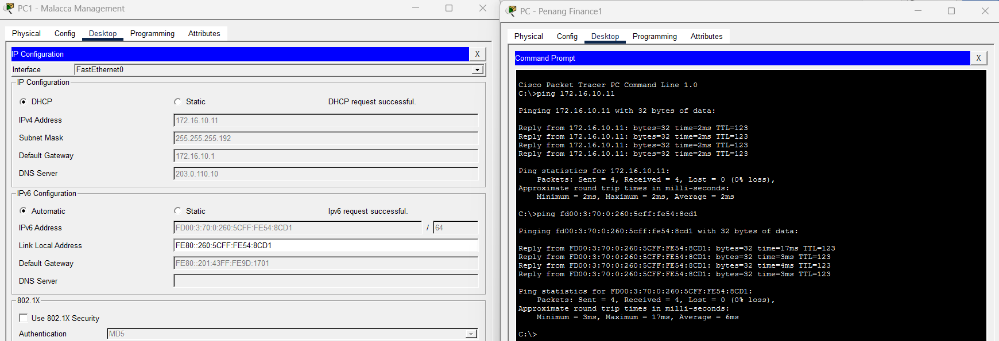 PC1 - Malacca Management
Physical Config Desktop Programming Attributes
IP Configuration X
Interface FastEthernet0
IP Configuration
DHCP Static DHCP request successful.
IPv4 Address 172.16.10.11
Subnet Mask 255.255.255.192
Default Gateway 172.16.10.1
DNS Server 203.0.110.10
IPv6 Configuration
Automatic Static Ipv6 request successful.
IPv6 Address FD00:3:70:0:260:5CFF:FE54:8CD1 / 64
Link Local Address FE80::260:5CFF:FE54:8CD1
Default Gateway FE80::201:43FF:FE9D:1701
DNS Server
802.1X
Use 802.1X Security
Authentication MD5
PC - Penang Finance1
Physical Config Desktop Programming Attributes
Command Prompt X
Cisco Packet Tracer PC Command Line 1.0
C:\>ping 172.16.10.11
Pinging 172.16.10.11 with 32 bytes of data:
Reply from 172.16.10.11: bytes=32 time=2ms TTL=123
Reply from 172.16.10.11: bytes=32 time=2ms TTL=123
Reply from 172.16.10.11: bytes=32 time=2ms TTL=123
Reply from 172.16.10.11: bytes=32 time=2ms TTL=123
Ping statistics for 172.16.10.11:
Packets: Sent = 4, Received = 4, Lost = 0 (0% loss),
Approximate round trip times in milli-seconds:
Minimum = 2ms, Maximum = 2ms, Average = 2ms
C:\>ping fd00:3:70:0:260:5cff:fe54:8cd1
Pinging fd00:3:70:0:260:5cff:fe54:8cd1 with 32 bytes of data:
Reply from FD00:3:70:0:260:5CFF:FE54:8CD1: bytes=32 time=17ms TTL=123
Reply from FD00:3:70:0:260:5CFF:FE54:8CD1: bytes=32 time=3ms TTL=123
Reply from FD00:3:70:0:260:5CFF:FE54:8CD1: bytes=32 time=4ms TTL=123
Reply from FD00:3:70:0:260:5CFF:FE54:8CD1: bytes=32 time=3ms TTL=123
Ping statistics for FD00:3:70:0:260:5CFF:FE54:8CD1:
Packets: Sent = 4, Received = 4, Lost = 0 (0% loss),
Approximate round trip times in milli-seconds:
Minimum = 3ms, Maximum = 17ms, Average = 6ms
C:\>